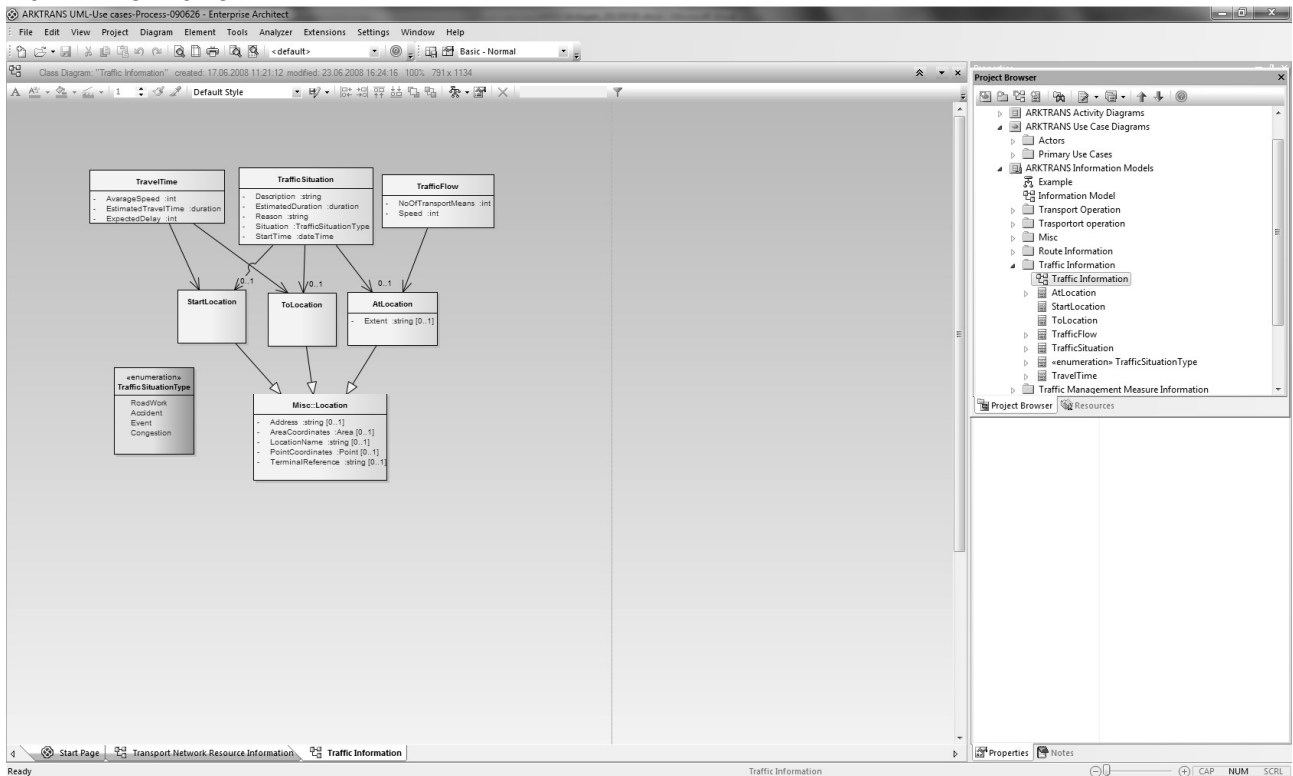 ARKTRANS UML-Use cases-Process-090626 - Enterprise Architect
File Edit View Project Diagram Element Tools Analyzer Extensions Settings Window Help
<default> Basic - Normal
Class Diagram: "Traffic Information" created: 17.06.2008 11:21:12 modified: 23.06.2008 16:24:16 100% 791 x 1134
1 Default Style
TravelTime
- AvarageSpeed :int
- EstimatedTravelTime :duration
- ExpectedDelay :int
Traffic Situation
- Description :string
- EstimatedDuration :duration
- Reason :string
- Situation :TrafficSituationType
- StartTime :dateTime
TrafficFlow
- NoOfTransportMeans :int
- Speed :int
0..1
0..1
0..1
StartLocation
ToLocation
AtLocation
- Extent :string [0..1]
«enumeration»
Traffic SituationType
RoadWork
Accident
Event
Congestion
Misc::Location
- Address :string [0..1]
- AreaCoordinates :Area [0..1]
- LocationName :string [0..1]
- PointCoordinates :Point [0..1]
- TerminalReference :string [0..1]
Project Browser
ARKTRANS Activity Diagrams
ARKTRANS Use Case Diagrams
Actors
Primary Use Cases
ARKTRANS Information Models
Example
Information Model
Transport Operation
Trasportort operation
Misc
Route Information
Traffic Information
Traffic Information
AtLocation
StartLocation
ToLocation
TrafficFlow
TrafficSituation
«enumeration» TrafficSituationType
TravelTime
Traffic Management Measure Information
Project Browser Resources
Start Page Transport Network Resource Information Traffic Information
Properties Notes
Ready Traffic Information CAP NUM SCRL